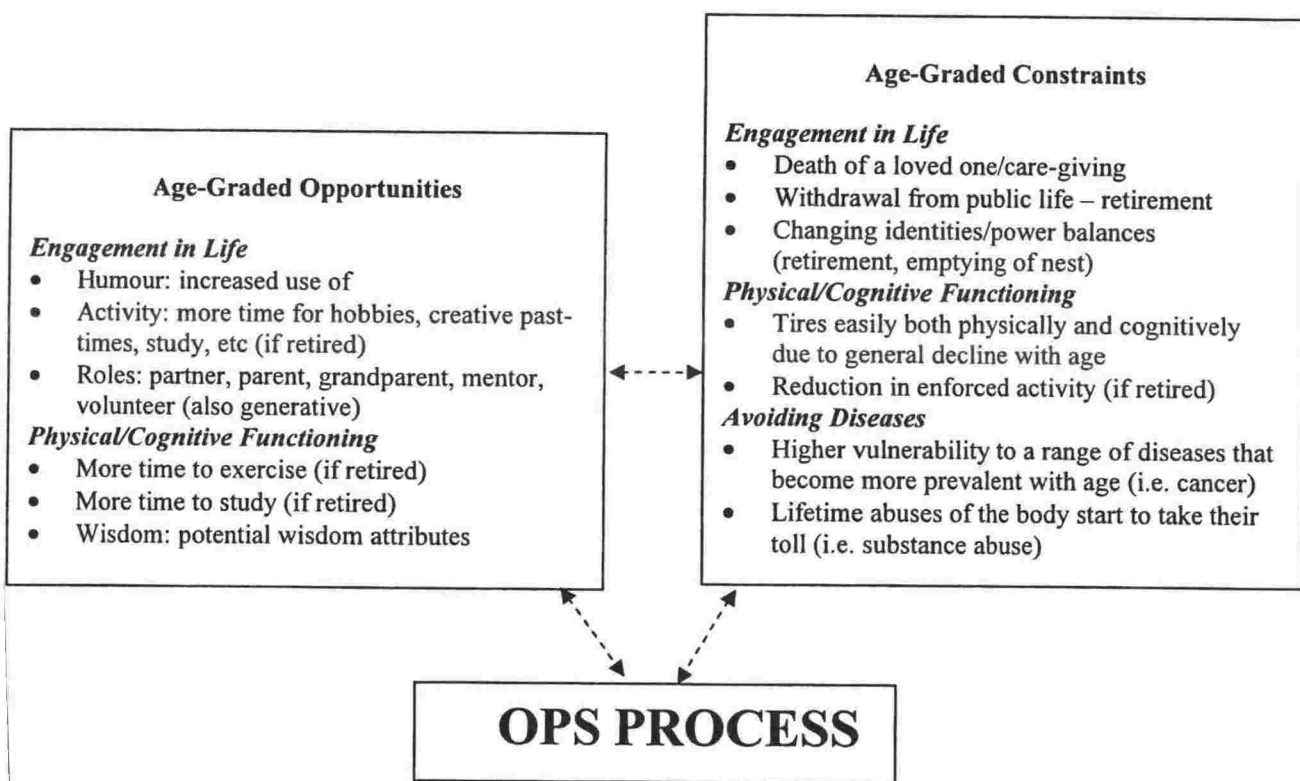 Age-Graded Opportunities
Engagement in Life
• Humour: increased use of
• Activity: more time for hobbies, creative past-
times, study, etc (if retired)
• Roles: partner, parent, grandparent, mentor,
volunteer (also generative)
Physical/Cognitive Functioning
• More time to exercise (if retired)
• More time to study (if retired)
• Wisdom: potential wisdom attributes
Age-Graded Constraints
Engagement in Life
• Death of a loved one/care-giving
• Withdrawal from public life – retirement
• Changing identities/power balances
(retirement, emptying of nest)
Physical/Cognitive Functioning
• Tires easily both physically and cognitively
due to general decline with age
• Reduction in enforced activity (if retired)
Avoiding Diseases
• Higher vulnerability to a range of diseases that
become more prevalent with age (i.e. cancer)
• Lifetime abuses of the body start to take their
toll (i.e. substance abuse)
OPS PROCESS